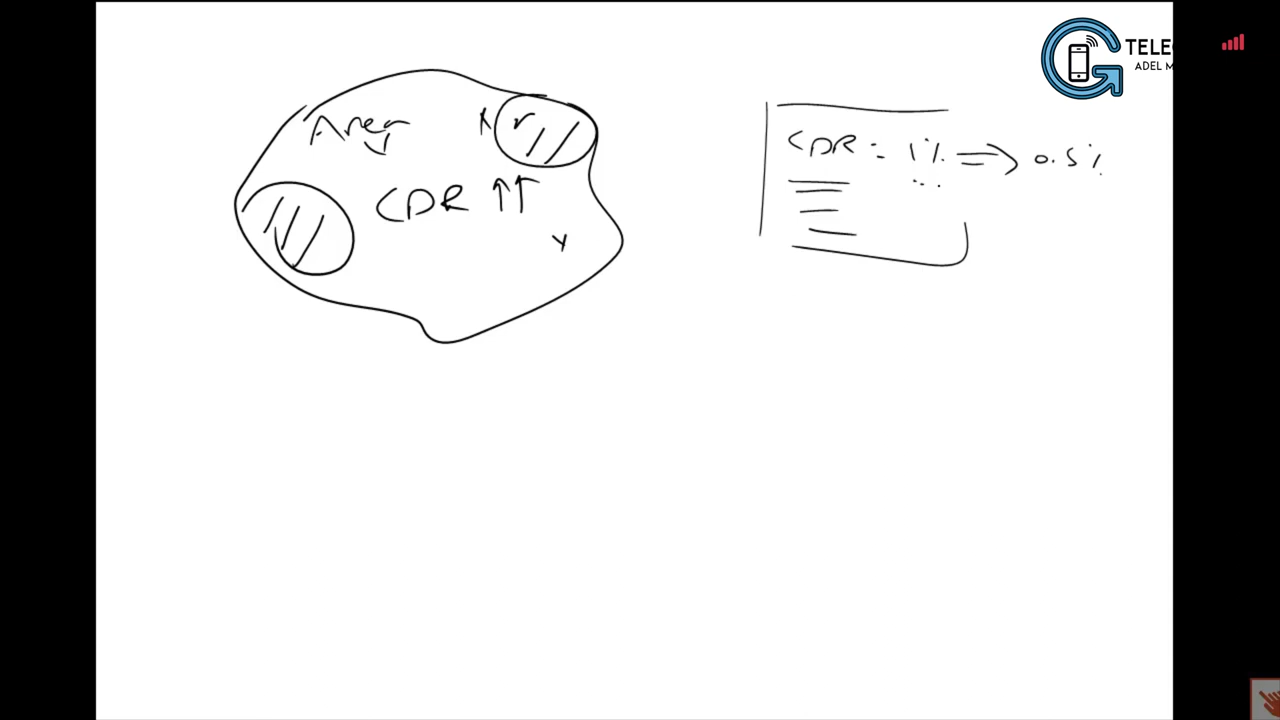 Area
CDR ↑↑
CDR = 1% ⇒ 0.5%
...
x
TELE
ADEL M